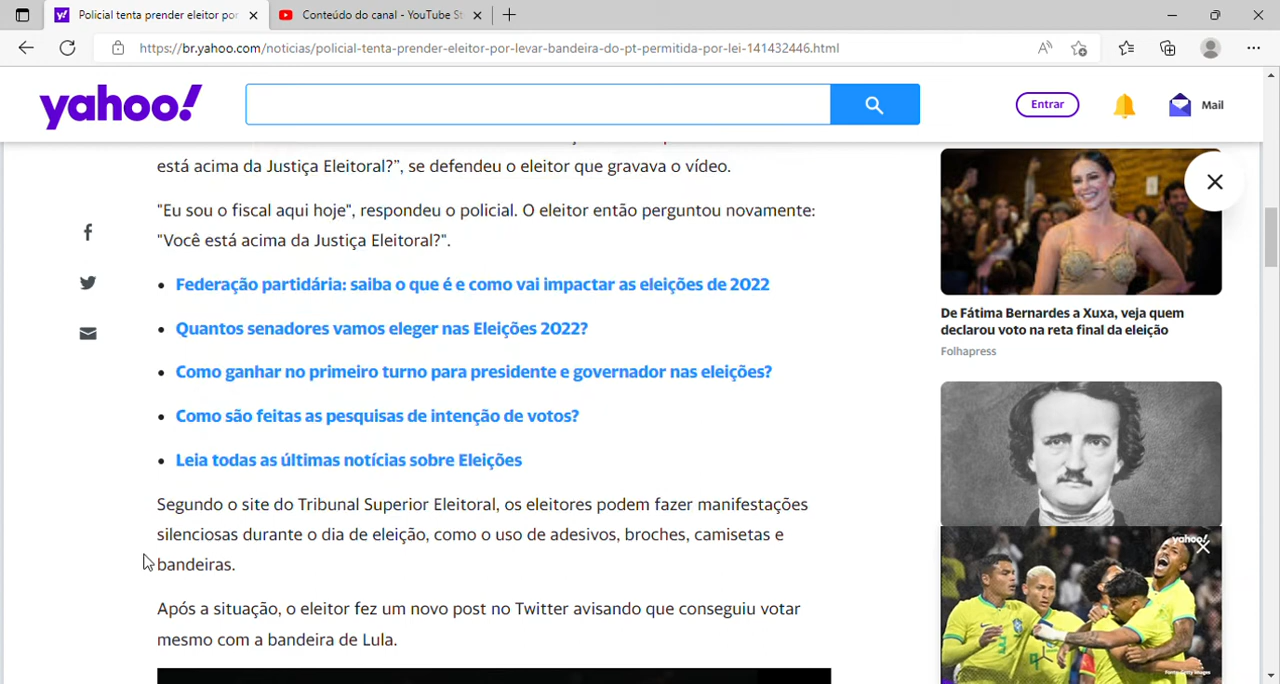 Policial tenta prender eleitor por
Conteúdo do canal - YouTube St
https://br.yahoo.com/noticias/policial-tenta-prender-eleitor-por-levar-bandeira-do-pt-permitida-por-lei-141432446.html
yahoo!
Entrar
Mail
está acima da Justiça Eleitoral?”, se defendeu o eleitor que gravava o vídeo.
"Eu sou o fiscal aqui hoje", respondeu o policial. O eleitor então perguntou novamente:
"Você está acima da Justiça Eleitoral?".
Federação partidária: saiba o que é e como vai impactar as eleições de 2022
Quantos senadores vamos eleger nas Eleições 2022?
Como ganhar no primeiro turno para presidente e governador nas eleições?
Como são feitas as pesquisas de intenção de votos?
Leia todas as últimas notícias sobre Eleições
Segundo o site do Tribunal Superior Eleitoral, os eleitores podem fazer manifestações
silenciosas durante o dia de eleição, como o uso de adesivos, broches, camisetas e
bandeiras.
Após a situação, o eleitor fez um novo post no Twitter avisando que conseguiu votar
mesmo com a bandeira de Lula.
De Fátima Bernardes a Xuxa, veja quem
declarou voto na reta final da eleição
Folhapress
yahoo!